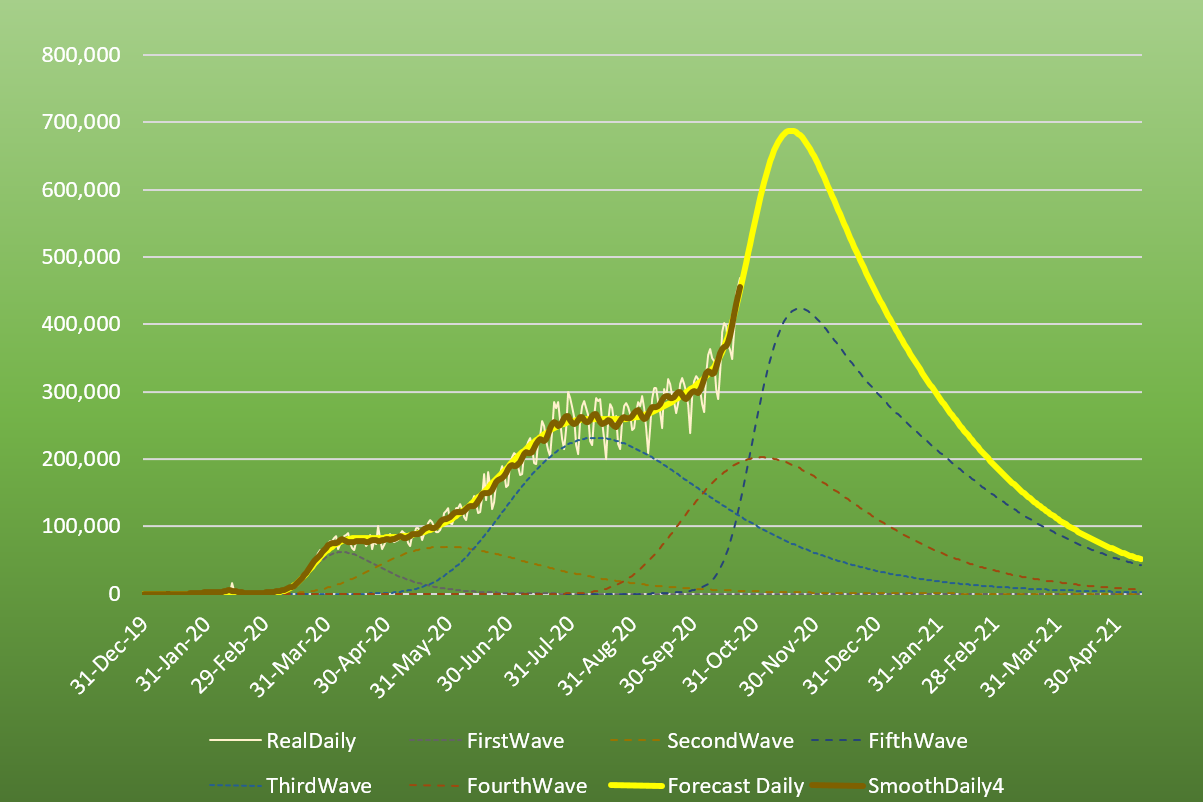 800,000
700,000
600,000
500,000
400,000
300,000
200,000
100,000
0
31-Dec-19
31-Jan-20
29-Feb-20
31-Mar-20
30-Apr-20
31-May-20
30-Jun-20
31-Jul-20
31-Aug-20
30-Sep-20
31-Oct-20
30-Nov-20
31-Dec-20
31-Jan-21
28-Feb-21
31-Mar-21
30-Apr-21
RealDaily FirstWave SecondWave FifthWave
ThirdWave FourthWave Forecast Daily SmoothDaily4